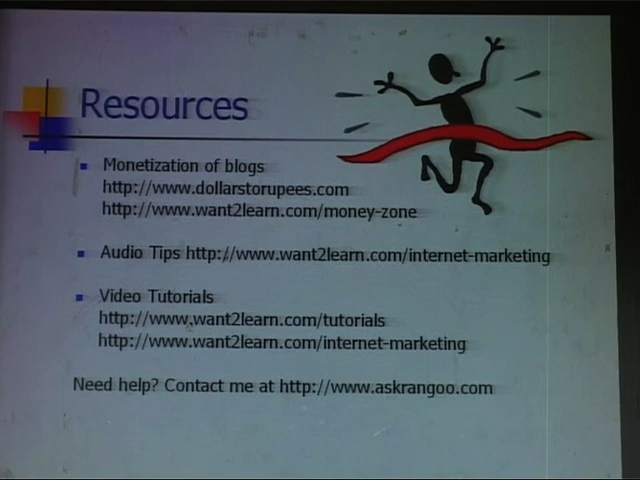 Resources
Monetization of blogs
http://www.dollarstorupees.com
http://www.want2learn.com/money-zone
Audio Tips http://www.want2learn.com/internet-marketing
Video Tutorials
http://www.want2learn.com/tutorials
http://www.want2learn.com/internet-marketing
Need help? Contact me at http://www.askrangoo.com